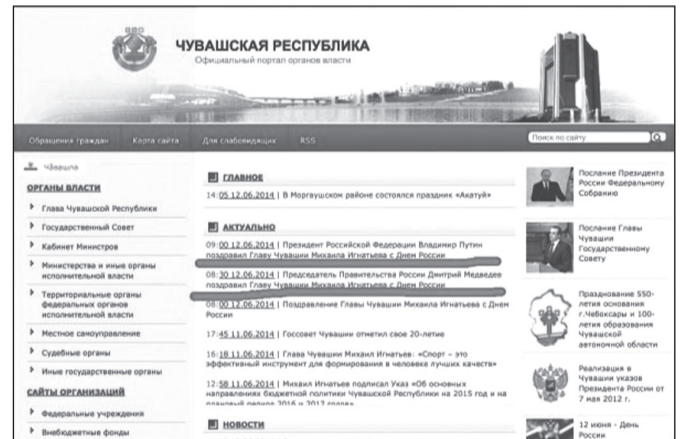 ЧУВАШСКАЯ РЕСПУБЛИКА
Официальный портал органов власти
Обращения граждан
Карта сайта
Для слабовидящих
RSS
Поиск по сайту
Чӑвашла
ОРГАНЫ ВЛАСТИ
Глава Чувашской Республики
Государственный Совет
Кабинет Министров
Министерства и иные органы
исполнительной власти
Территориальные органы
федеральных органов
исполнительной власти
Местное самоуправление
Судебные органы
Иные государственные органы
САЙТЫ ОРГАНИЗАЦИЙ
Федеральные учреждения
Внебюджетные фонды
ГЛАВНОЕ
14:05 12.06.2014 | В Моргаушском районе состоялся праздник «Акатуй»
АКТУАЛЬНО
09:00 12.06.2014 | Президент Российской Федерации Владимир Путин
поздравил Главу Чувашии Михаила Игнатьева с Днем России
08:30 12.06.2014 | Председатель Правительства России Дмитрий Медведев
поздравил Главу Чувашии Михаила Игнатьева с Днем России
08:00 12.06.2014 | Поздравление Главы Чувашии Михаила Игнатьева с Днем
России
17:45 11.06.2014 | Госсовет Чувашии отметил свое 20-летие
16:18 11.06.2014 | Глава Чувашии Михаил Игнатьев: «Спорт – это
эффективный инструмент для формирования в человеке лучших качеств»
12:58 11.06.2014 | Михаил Игнатьев подписал Указ «Об основных
направлениях бюджетной политики Чувашской Республики на 2015 год и на
плановый период 2016 и 2017 годов»
НОВОСТИ
Послание Президента
России Федеральному
Собранию
Послание Главы
Чувашии
Государственному
Совету
Празднование 550-
летия основания
г.Чебоксары и 100-
летия образования
Чувашской
автономной области
Реализация в
Чувашии указов
Президента России от
7 мая 2012 г.
12 июня - День
России